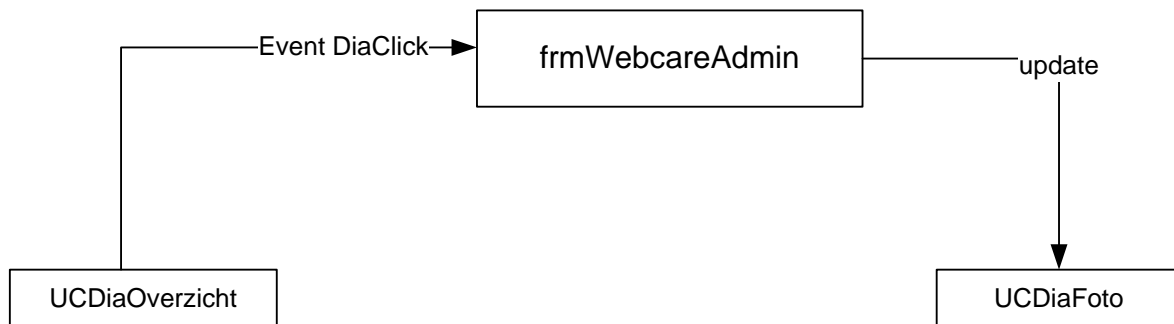 Event DiaClick
frmWebcareAdmin
update
UCDiaOverzicht
UCDiaFoto